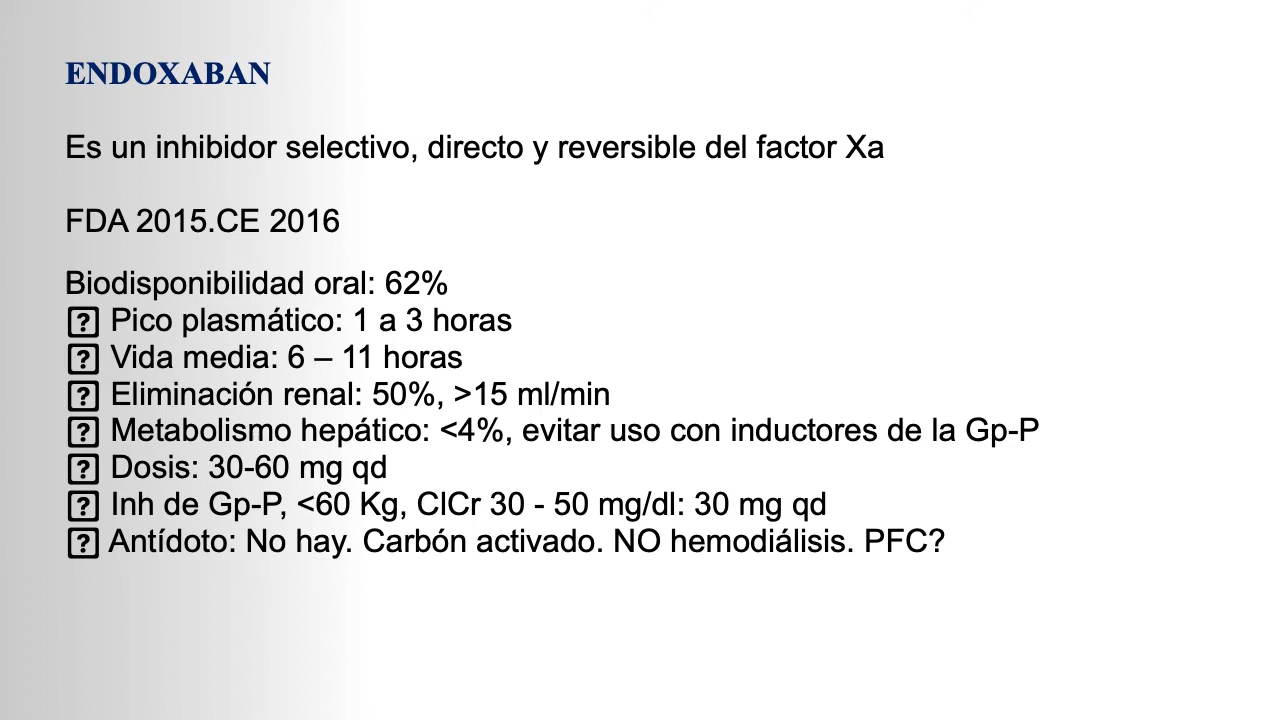 ENDOXABAN
Es un inhibidor selectivo, directo y reversible del factor Xa
FDA 2015.CE 2016
Biodisponibilidad oral: 62%
⍰ Pico plasmático: 1 a 3 horas
⍰ Vida media: 6 – 11 horas
⍰ Eliminación renal: 50%, >15 ml/min
⍰ Metabolismo hepático: <4%, evitar uso con inductores de la Gp-P
⍰ Dosis: 30-60 mg qd
⍰ Inh de Gp-P, <60 Kg, ClCr 30 - 50 mg/dl: 30 mg qd
⍰ Antídoto: No hay. Carbón activado. NO hemodiálisis. PFC?